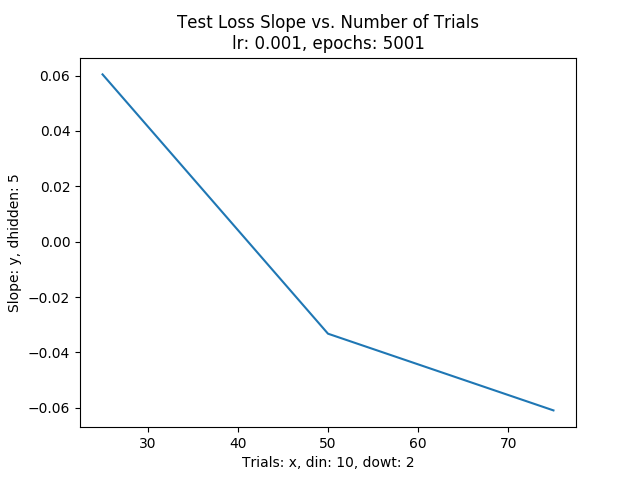 Test Loss Slope vs. Number of Trials
lr: 0.001, epochs: 5001
0.06
0.04
0.02
0.00
−0.02
−0.04
−0.06
Slope: y, dhidden: 5
30 40 50 60 70
Trials: x, din: 10, dowt: 2